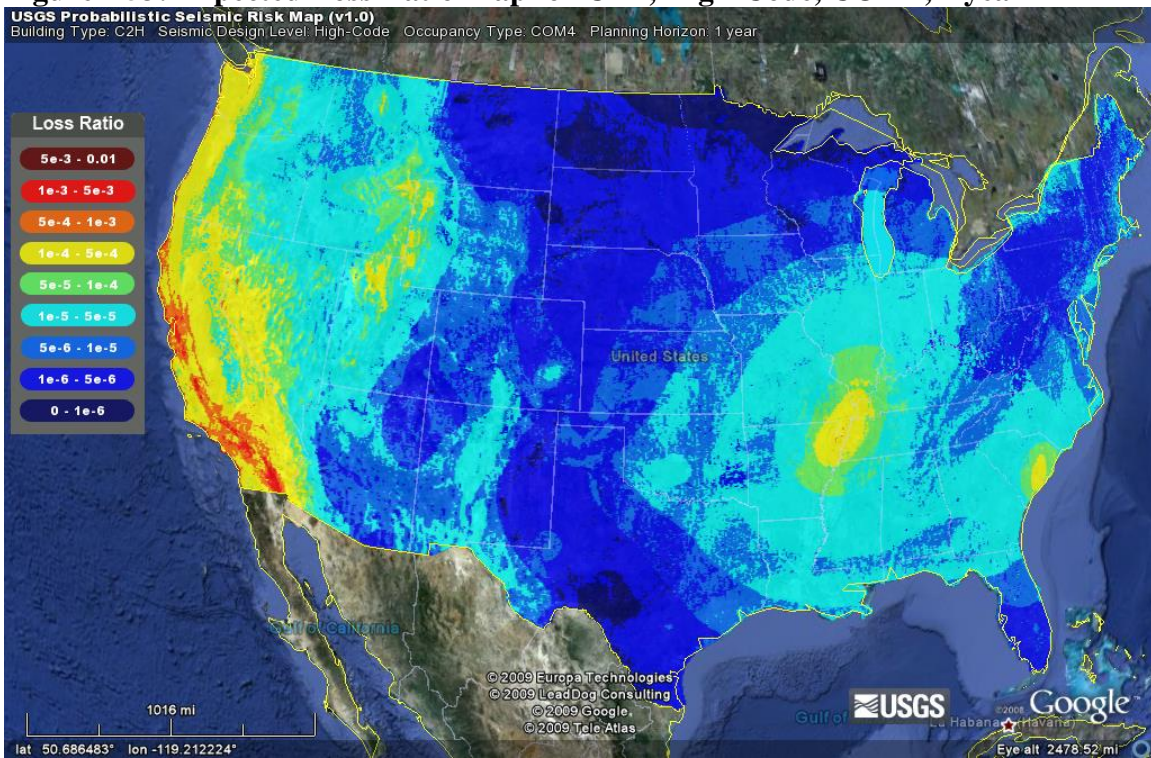 USGS Probabilistic Seismic Risk Map (v1.0)
Building Type: C2H Seismic Design Level: High-Code Occupancy Type: COM4 Planning Horizon: 1 year
Loss Ratio
5e-3 - 0.01
1e-3 - 5e-3
5e-4 - 1e-3
1e-4 - 5e-4
5e-5 - 1e-4
1e-5 - 5e-5
5e-6 - 1e-5
1e-6 - 5e-6
0 - 1e-6
United States
Gulf of California
© 2009 Europa Technologies
© 2009 LeadDog Consulting
© 2009 Google
© 2009 Tele Atlas
1016 mi
Gulf of
USGS
©2008 Google™
La Habana (Havana)
lat 50.686483° lon -119.212224°
Eye alt 2478.52 mi